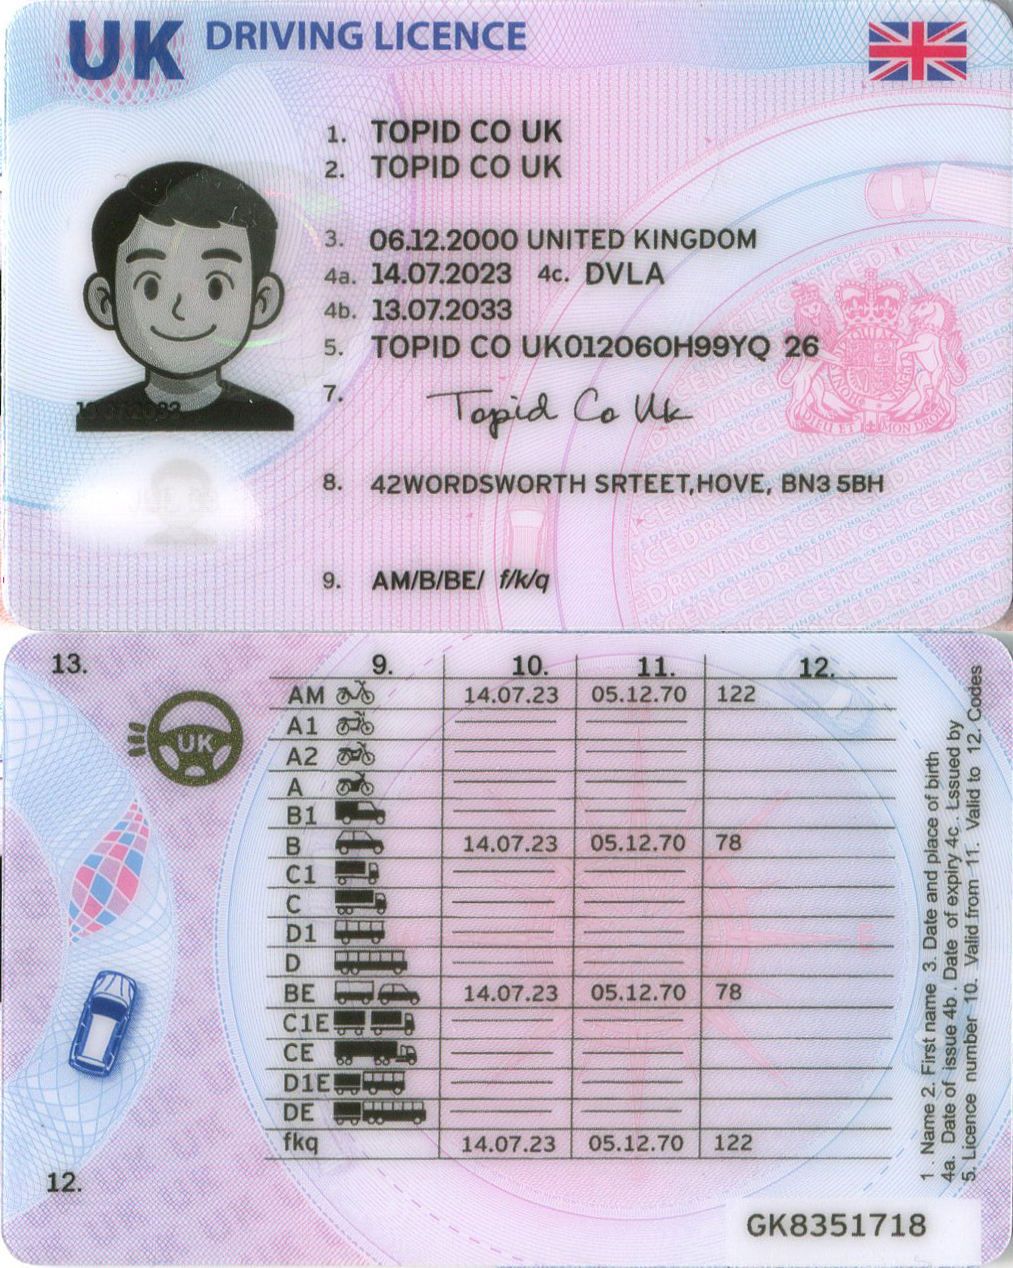 UK DRIVING LICENCE
1. TOPID CO UK
2. TOPID CO UK
3. 06.12.2000 UNITED KINGDOM
4a. 14.07.2023 4c. DVLA
4b. 13.07.2033
5. TOPID CO UK012060H99YQ 26
7. Topid Co Uk
8. 42WORDSWORTH SRTEET,HOVE, BN3 5BH
9. AM/B/BE/ f/k/q
DIEU ET MON DROIT
13. 9. 10. 11. 12.
UK
AM 14.07.23 05.12.70 122
A1
A2
A
B1
B 14.07.23 05.12.70 78
C1
C
D1
D
BE 14.07.23 05.12.70 78
C1E
CE
D1E
DE
fkq 14.07.23 05.12.70 122
12.
1. Name 2. First name 3. Date and place of birth
4a. Date of issue 4b. Date of expiry 4c. Lssued by
5. Licence number 10. Valid from 11. Valid to 12. Codes
GK8351718